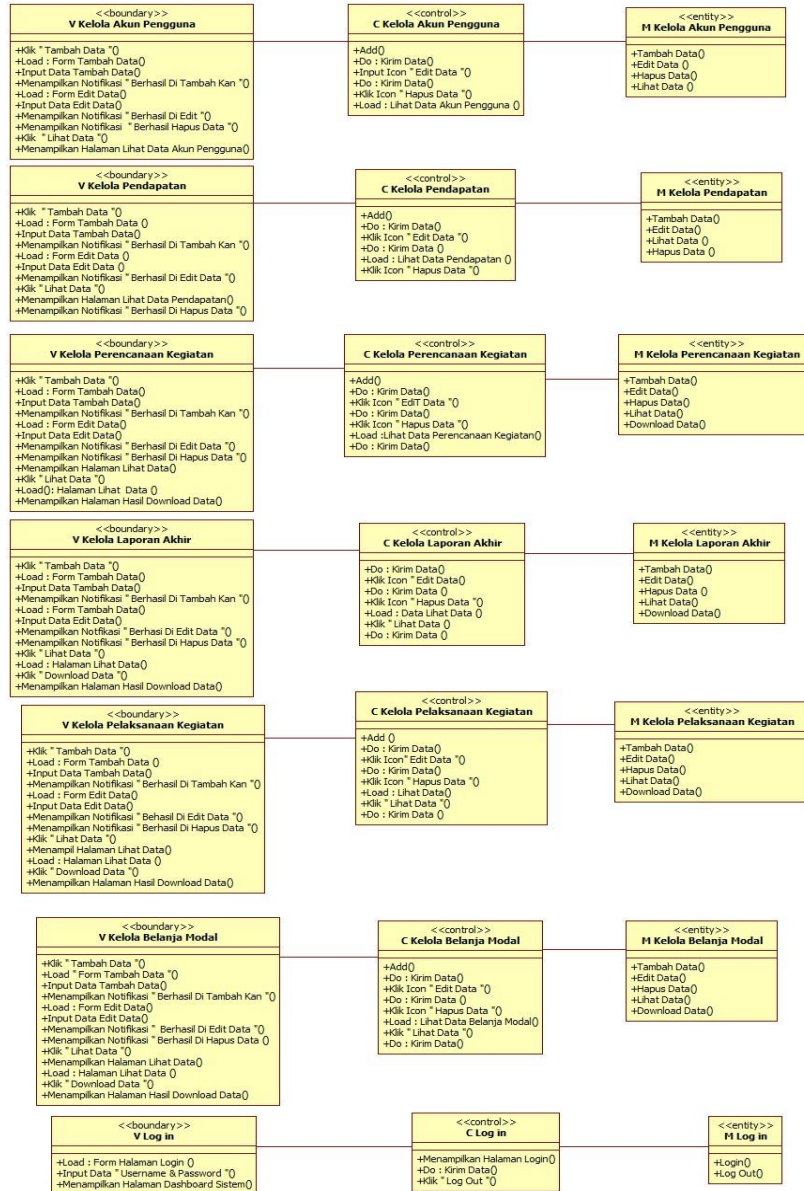 <<boundary>>
V Kelola Akun Pengguna
+Klik " Tambah Data "()
+Load : Form Tambah Data()
+Input Data Tambah Data()
+Menampilkan Notifikasi " Berhasil Di Tambah Kan "()
+Load : Form Edit Data()
+Input Data Edit Data()
+Menampilkan Notifikasi " Berhasil Di Edit "()
+Menampilkan Notifikasi " Berhasil Hapus Data "()
+Klik " Lihat Data "()
+Menampilkan Halaman Lihat Data Akun Pengguna()
<<control>>
C Kelola Akun Pengguna
+Add()
+Do : Kirim Data()
+Input Icon " Edit Data "()
+Do : Kirim Data()
+Klik Icon " Hapus Data "()
+Load : Lihat Data Akun Pengguna ()
<<entity>>
M Kelola Akun Pengguna
+Tambah Data()
+Edit Data ()
+Hapus Data()
+Lihat Data ()
<<boundary>>
V Kelola Pendapatan
+Klik " Tambah Data "()
+Load : Form Tambah Data ()
+Input Data Tambah Data()
+Menampilkan Notifikasi " Berhasil Di Tambah Kan "()
+Load : Form Edit Data ()
+Input Data Edit Data ()
+Menampilkan Notifikasi " Berhasil Di Edit Data "()
+Klik " Lihat Data "()
+Menampilkan Halaman Lihat Data Pendapatan()
+Menampilkan Notifikasi " Berhasil Di Hapus Data "()
<<control>>
C Kelola Pendapatan
+Add()
+Do : Kirim Data()
+Klik Icon " Edit Data "()
+Do : Kirim Data ()
+Load : Lihat Data Pendapatan ()
+Klik Icon " Hapus Data "()
<<entity>>
M Kelola Pendapatan
+Tambah Data()
+Edit Data()
+Lihat Data ()
+Hapus Data ()
<<boundary>>
V Kelola Perencanaan Kegiatan
+Klik " Tambah Data "()
+Load : Form Tambah Data()
+Input Data Tambah Data()
+Menampilkan Notifikasi " Berhasil Di Tambah Kan "()
+Load : Form Edit Data()
+Input Data Edit Data()
+Menampilkan Notifikasi " Berhasil Di Edit Data "()
+Menampilkan Notifikasi " Berhasil Di Hapus Data "()
+Menampilkan Halaman Lihat Data()
+Klik " Lihat Data "()
+Load(): Halaman Lihat Data ()
+Menampilkan Halaman Hasil Download Data()
<<control>>
C Kelola Perencanaan Kegiatan
+Add()
+Do : Kirim Data()
+Klik Icon " EdiT Data "()
+Do : Kirim Data()
+Klik Icon " Hapus Data "()
+Load :Lihat Data Perencanaan Kegiatan()
+Do : Kirim Data()
<<entity>>
M Kelola Perencanaan Kegiatan
+Tambah Data()
+Edit Data()
+Hapus Data()
+Lihat Data()
+Download Data()
<<boundary>>
V Kelola Laporan Akhir
+Klik " Tambah Data "()
+Load : Form Tambah Data()
+Input Data Tambah Data()
+Menampilkan Notifikasi " Berhasil Di Tambah Kan "()
+Load : Form Tambah Data()
+Input Data Edit Data()
+Menampilkan Notfikasi " Berhasi Di Edit Data "()
+Menampilkan Notfikasi " Berhasil Di Hapus Data "()
+Klik " Lihat Data "()
+Load : Halaman Lihat Data()
+Klik " Download Data "()
+Menampilkan Halaman Hasil Download Data()
<<control>>
C Kelola Laporan Akhir
+Do : Kirim Data()
+Klik Icon " Edit Data()
+Do : Kirim Data ()
+Klik Icon " Hapus Data "()
+Load : Data Lihat Data ()
+Klik " Lihat Data ()
+Do : Kirim Data ()
<<entity>>
M Kelola Laporan Akhir
+Tambah Data()
+Edit Data()
+Hapus Data ()
+Lihat Data()
+Download Data()
<<boundary>>
V Kelola Pelaksanaan Kegiatan
+Klik " Tambah Data "()
+Load : Form Tambah Data ()
+Input Data Tambah Data()
+Menampilkan Notifikasi " Berhasil Di Tambah Kan "()
+Load : Form Edit Data()
+Input Data Edit Data()
+Menampilkan Notifikasi " Behasil Di Edit Data "()
+Menampilkan Notifikasi " Berhasil Di Hapus Data "()
+Klik " Lihat Data "()
+Menampil Halaman Lihat Data()
+Load : Halaman Lihat Data ()
+Klik " Download Data "()
+Menampilkan Halaman Hasil Download Data()
<<control>>
C Kelola Pelaksanaan Kegiatan
+Add ()
+Do : Kirim Data()
+Klik Icon" Edit Data "()
+Do : Kirim Data()
+Klik Icon " Hapus Data "()
+Load : Lihat Data()
+Klik " Lihat Data "()
+Do : Kirim Data ()
<<entity>>
M Kelola Pelaksanaan Kegiatan
+Tambah Data()
+Edit Data()
+Hapus Data()
+Lihat Data()
+Download Data()
<<boundary>>
V Kelola Belanja Modal
+Klik " Tambah Data "()
+Load " Form Tambah Data "()
+Input Data Tambah Data()
+Menampilkan Notifikasi " Berhasil Di Tambah Kan "()
+Load : Form Edit Data()
+Input Data Edit Data()
+Menampilkan Notifikasi " Berhasil Di Edit Data "()
+Menampilkan Notifikasi " Berhasil Di Hapus Data ()
+Klik " Lihat Data "()
+Menampilkan Halaman Lihat Data()
+Load : Halaman Lihat Data ()
+Klik " Download Data "()
+Menampilkan Halaman Hasil Download Data()
<<control>>
C Kelola Belanja Modal
+Add()
+Do : Kirim Data()
+Klik Icon " Edit Data "()
+Do : Kirim Data ()
+Klik Icon " Hapus Data "()
+Load : Lihat Data Belanja Modal()
+Klik " Lihat Data "()
+Do : Kirim Data()
<<entity>>
M Kelola Belanja Modal
+Tambah Data()
+Edit Data()
+Hapus Data()
+Lihat Data()
+Download Data()
<<boundary>>
V Log in
+Load : Form Halaman Login ()
+Input Data " Username & Password "()
+Menampilkan Halaman Dashboard Sistem()
<<control>>
C Log in
+Menampilkan Halaman Login()
+Do : Kirim Data()
+Klik " Log Out "()
<<entity>>
M Log in
+Login()
+Log Out()